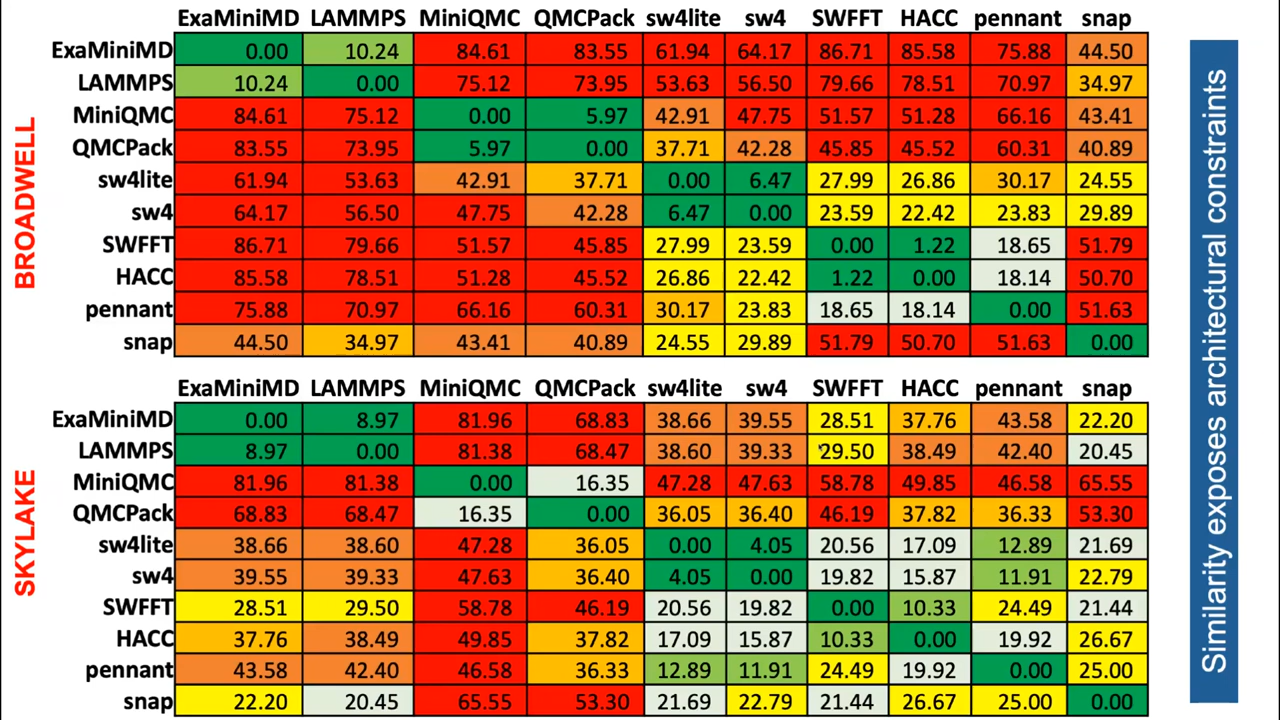 ExaMiniMD LAMMPS MiniQMC QMCPack sw4lite sw4 SWFFT HACC pennant snap
ExaMiniMD 0.00 10.24 84.61 83.55 61.94 64.17 86.71 85.58 75.88 44.50
LAMMPS 10.24 0.00 75.12 73.95 53.63 56.50 79.66 78.51 70.97 34.97
MiniQMC 84.61 75.12 0.00 5.97 42.91 47.75 51.57 51.28 66.16 43.41
QMCPack 83.55 73.95 5.97 0.00 37.71 42.28 45.85 45.52 60.31 40.89
sw4lite 61.94 53.63 42.91 37.71 0.00 6.47 27.99 26.86 30.17 24.55
sw4 64.17 56.50 47.75 42.28 6.47 0.00 23.59 22.42 23.83 29.89
SWFFT 86.71 79.66 51.57 45.85 27.99 23.59 0.00 1.22 18.65 51.79
HACC 85.58 78.51 51.28 45.52 26.86 22.42 1.22 0.00 18.14 50.70
pennant 75.88 70.97 66.16 60.31 30.17 23.83 18.65 18.14 0.00 51.63
snap 44.50 34.97 43.41 40.89 24.55 29.89 51.79 50.70 51.63 0.00
BROADWELL
ExaMiniMD LAMMPS MiniQMC QMCPack sw4lite sw4 SWFFT HACC pennant snap
ExaMiniMD 0.00 8.97 81.96 68.83 38.66 39.55 28.51 37.76 43.58 22.20
LAMMPS 8.97 0.00 81.38 68.47 38.60 39.33 29.50 38.49 42.40 20.45
MiniQMC 81.96 81.38 0.00 16.35 47.28 47.63 58.78 49.85 46.58 65.55
QMCPack 68.83 68.47 16.35 0.00 36.05 36.40 46.19 37.82 36.33 53.30
sw4lite 38.66 38.60 47.28 36.05 0.00 4.05 20.56 17.09 12.89 21.69
sw4 39.55 39.33 47.63 36.40 4.05 0.00 19.82 15.87 11.91 22.79
SWFFT 28.51 29.50 58.78 46.19 20.56 19.82 0.00 10.33 24.49 21.44
HACC 37.76 38.49 49.85 37.82 17.09 15.87 10.33 0.00 19.92 26.67
pennant 43.58 42.40 46.58 36.33 12.89 11.91 24.49 19.92 0.00 25.00
snap 22.20 20.45 65.55 53.30 21.69 22.79 21.44 26.67 25.00 0.00
SKYLAKE
Similarity exposes architectural constraints